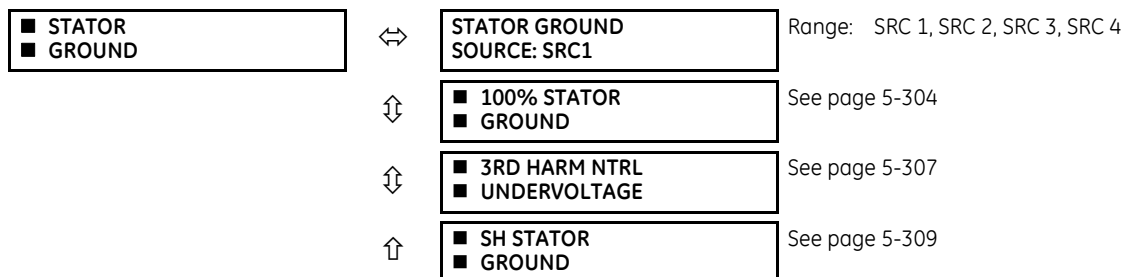 ■ STATOR
■ GROUND
STATOR GROUND
SOURCE: SRC1
Range: SRC 1, SRC 2, SRC 3, SRC 4
■ 100% STATOR
■ GROUND
See page 5-304
■ 3RD HARM NTRL
■ UNDERVOLTAGE
See page 5-307
■ SH STATOR
■ GROUND
See page 5-309